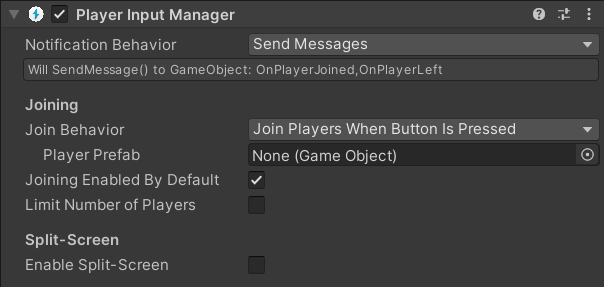 Player Input Manager
Notification Behavior Send Messages
Will SendMessage() to GameObject: OnPlayerJoined,OnPlayerLeft
Joining
Join Behavior Join Players When Button Is Pressed
Player Prefab None (Game Object)
Joining Enabled By Default
Limit Number of Players
Split-Screen
Enable Split-Screen